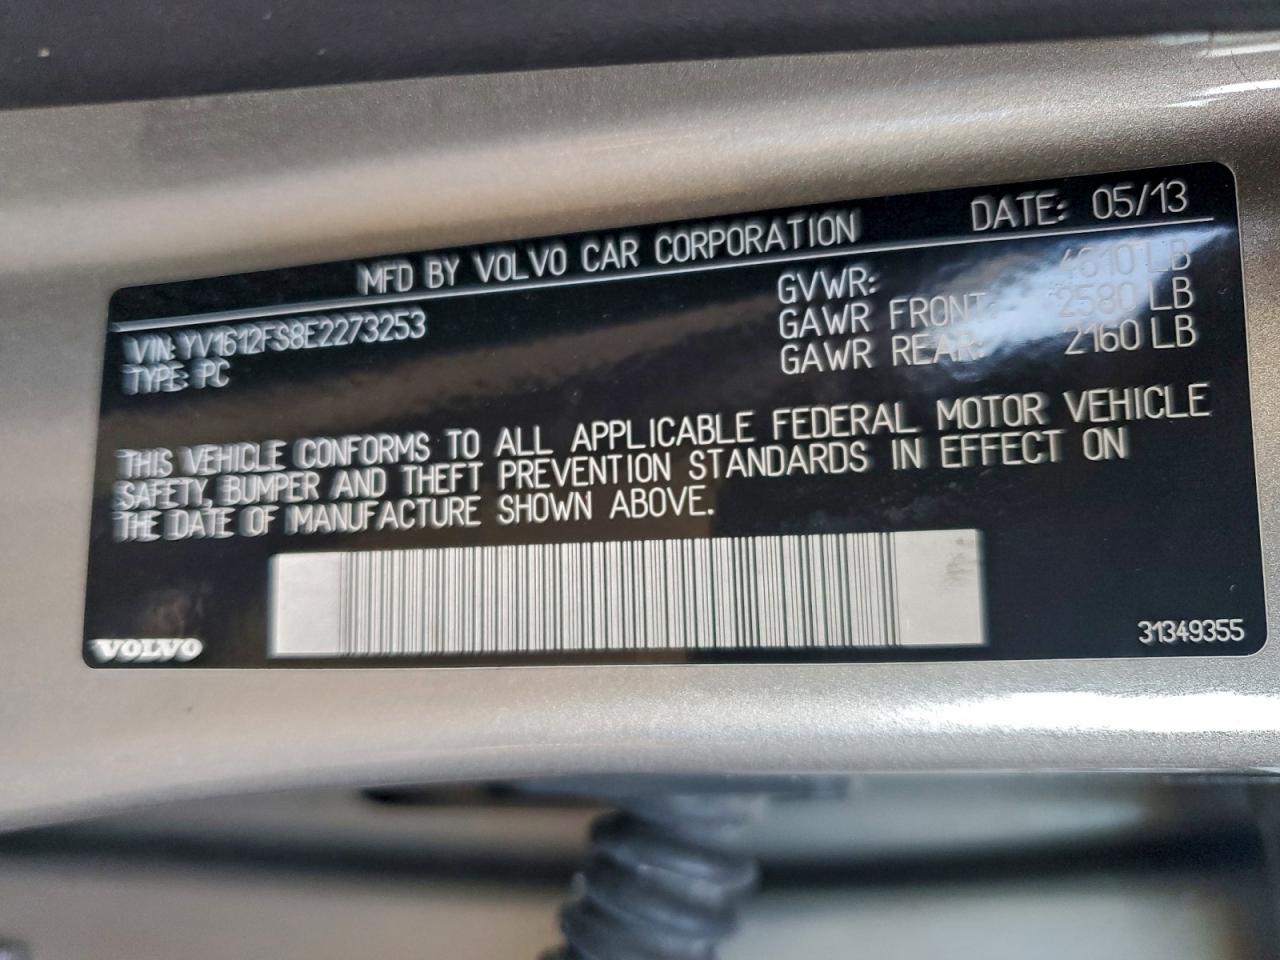 MFD BY VOLVO CAR CORPORATION DATE: 05/13
VIN: YV1612FS8E2273253
TYPE: PC
GVWR: 4610 LB
GAWR FRONT: 2580 LB
GAWR REAR: 2160 LB
THIS VEHICLE CONFORMS TO ALL APPLICABLE FEDERAL MOTOR VEHICLE
SAFETY, BUMPER AND THEFT PREVENTION STANDARDS IN EFFECT ON
THE DATE OF MANUFACTURE SHOWN ABOVE.
VOLVO
31349355